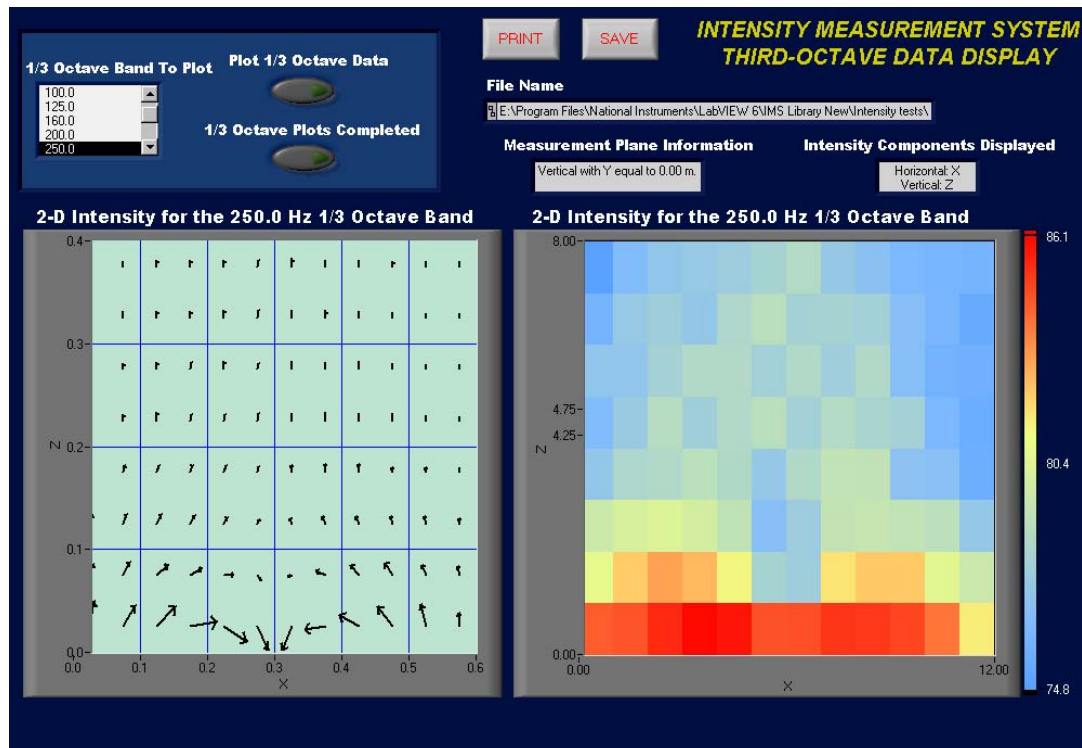 PRINT
SAVE
INTENSITY MEASUREMENT SYSTEM
THIRD-OCTAVE DATA DISPLAY
1/3 Octave Band To Plot
100.0
125.0
160.0
200.0
250.0
Plot 1/3 Octave Data
1/3 Octave Plots Completed
File Name
E:\Program Files\National Instruments\LabVIEW 6\IMS Library New\Intensity tests\
Measurement Plane Information
Vertical with Y equal to 0.00 m.
Intensity Components Displayed
Horizontal: X
Vertical: Z
2-D Intensity for the 250.0 Hz 1/3 Octave Band
0.4
0.3
Z 0.2
0.1
0.0
0.0 0.1 0.2 0.3 0.4 0.5 0.6
X
2-D Intensity for the 250.0 Hz 1/3 Octave Band
8.00
4.75
4.25
Z
0.00
0.00 12.00
X
86.1
80.4
74.8